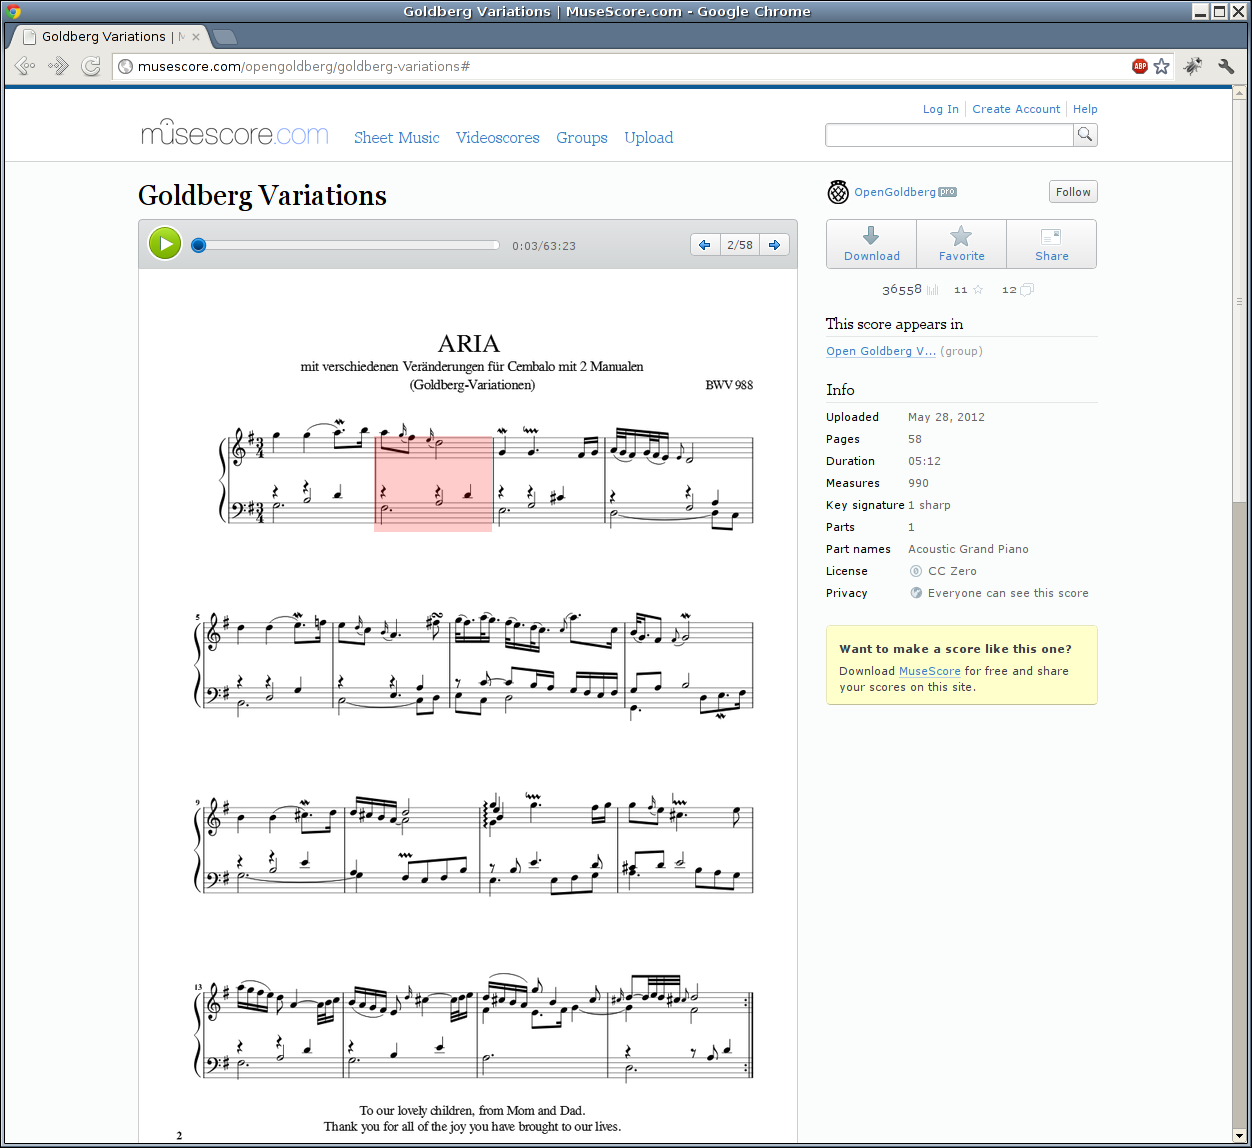 Goldberg Variations | MuseScore.com - Google Chrome
Goldberg Variations | M
musescore.com/opengoldberg/goldberg-variations#
ABP
Log In Create Account Help
musescore.com Sheet Music Videoscores Groups Upload
Goldberg Variations
0:03/63:23 2/58
OpenGoldberg pro Follow
Download Favorite Share
36558 11 12
This score appears in
Open Goldberg V... (group)
Info
Uploaded May 28, 2012
Pages 58
Duration 05:12
Measures 990
Key signature 1 sharp
Parts 1
Part names Acoustic Grand Piano
License CC Zero
Privacy Everyone can see this score
Want to make a score like this one?
Download MuseScore for free and share
your scores on this site.
ARIA
mit verschiedenen Veränderungen für Cembalo mit 2 Manualen
(Goldberg-Variationen) BWV 988
3
4
3
4
5
9
13
To our lovely children, from Mom and Dad.
Thank you for all of the joy you have brought to our lives.
2